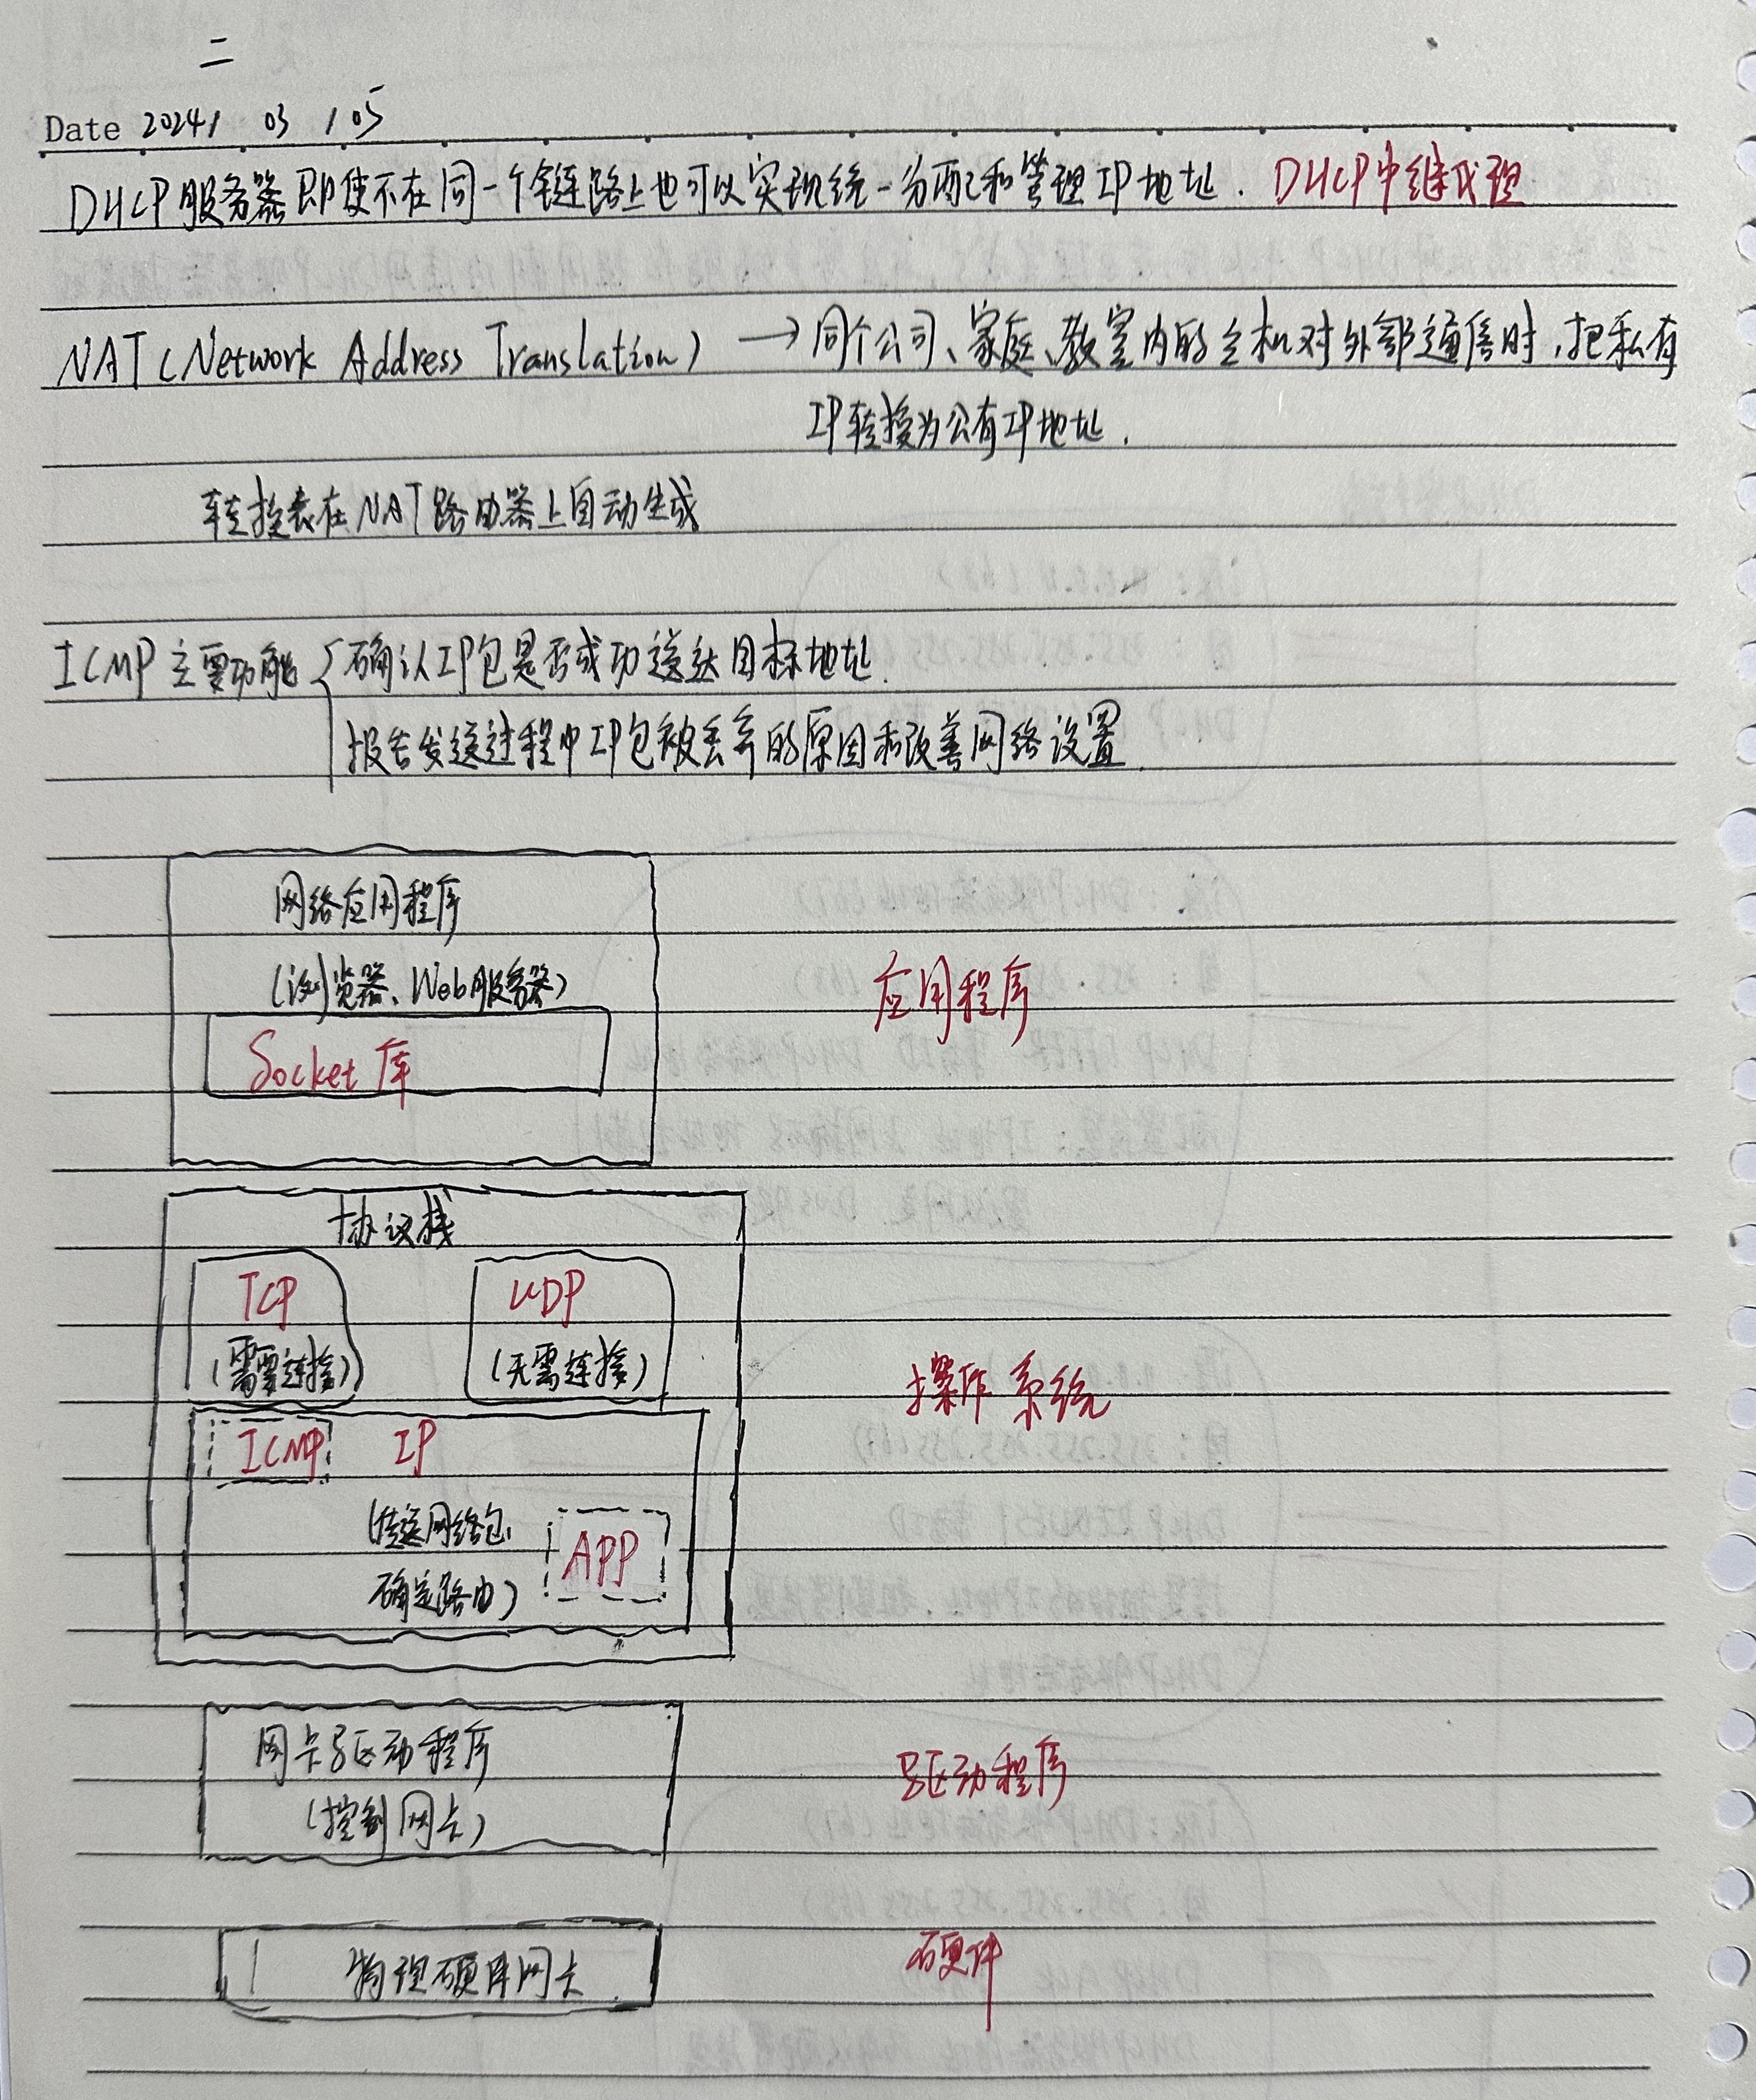 二
Date 2024 / 03 / 05
DHCP服务器即使不在同一个链路上也可以实现统一分配和管理IP地址. DHCP中继代理
NAT(Network Address Translation) → 同个公司、家庭、教室内的主机对外部通信时,把私有
IP转换为公有IP地址.
转换表在NAT路由器上自动生成
ICMP主要功能 { 确认IP包是否成功送达目标地址.
报告发送过程中IP包被丢弃的原因和改善网络设置.
网络应用程序
(浏览器、Web服务器)
应用程序
Socket库
协议栈
TCP UDP
(需要连接) (无需连接)
操作系统
ICMP IP
(传送网络包、
APP
确定路由)
网卡驱动程序
驱动程序
(控制网卡)
物理硬件网卡
硬件